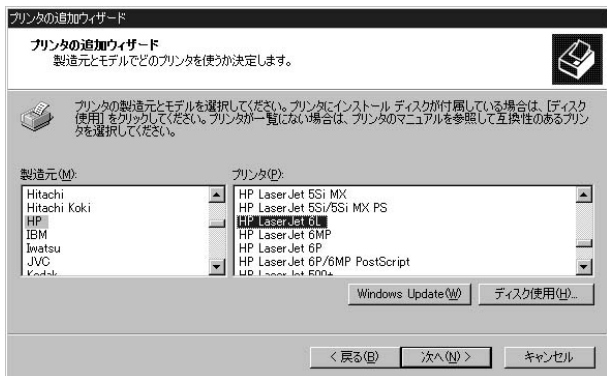 プリンタの追加ウィザード
プリンタの追加ウィザード
製造元とモデルでどのプリンタを使うか決定します。
プリンタの製造元とモデルを選択してください。プリンタにインストール ディスクが付属している場合は、[ディスク
使用] をクリックしてください。プリンタが一覧にない場合は、プリンタのマニュアルを参照して互換性のあるプリン
タを選択してください。
製造元(M):
Hitachi
Hitachi Koki
HP
IBM
Iwatsu
JVC
Kodak
プリンタ(P):
HP LaserJet 5Si MX
HP LaserJet 5Si/5Si MX PS
HP LaserJet 6L
HP LaserJet 6MP
HP LaserJet 6P
HP LaserJet 6P/6MP PostScript
HP LaserJet 500+
Windows Update(W)
ディスク使用(H)...
< 戻る(B)
次へ(N) >
キャンセル